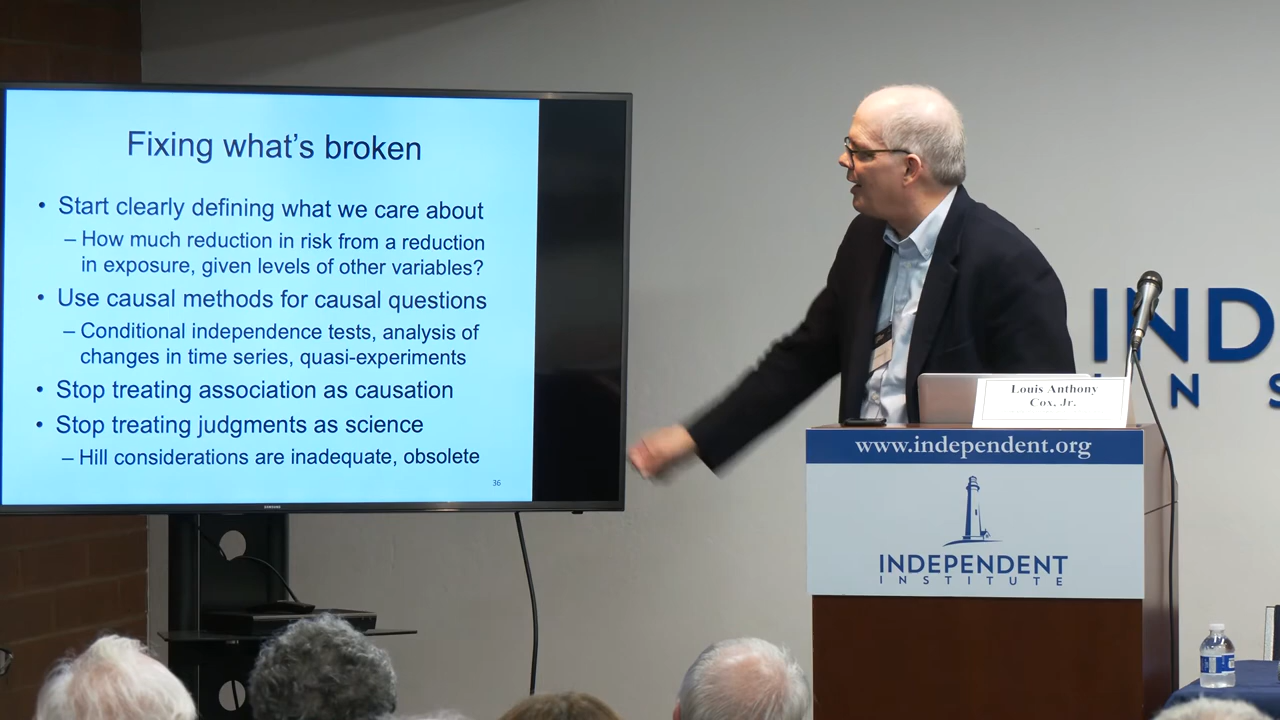 Fixing what's broken
• Start clearly defining what we care about
– How much reduction in risk from a reduction
in exposure, given levels of other variables?
• Use causal methods for causal questions
– Conditional independence tests, analysis of
changes in time series, quasi-experiments
• Stop treating association as causation
• Stop treating judgments as science
– Hill considerations are inadequate, obsolete
36
SAMSUNG
IND
INS
Louis Anthony
Cox, Jr.
www.independent.org
INDEPENDENT
INSTITUTE